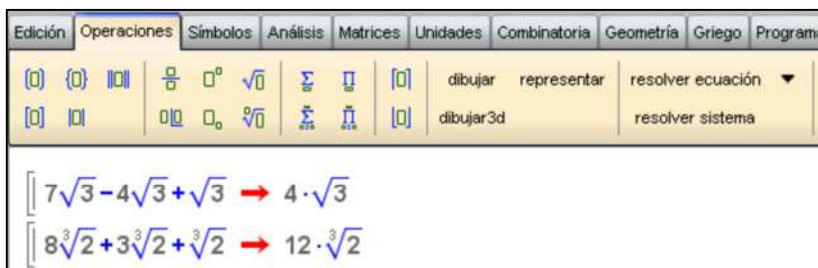 Edición Operaciones Símbolos Análisis Matrices Unidades Combinatoria Geometría Griego Program
dibujar representar resolver ecuación
dibujar3d resolver sistema
7√3-4√3+√3 → 4·√3
8∛2+3∛2+∛2 → 12·∛2